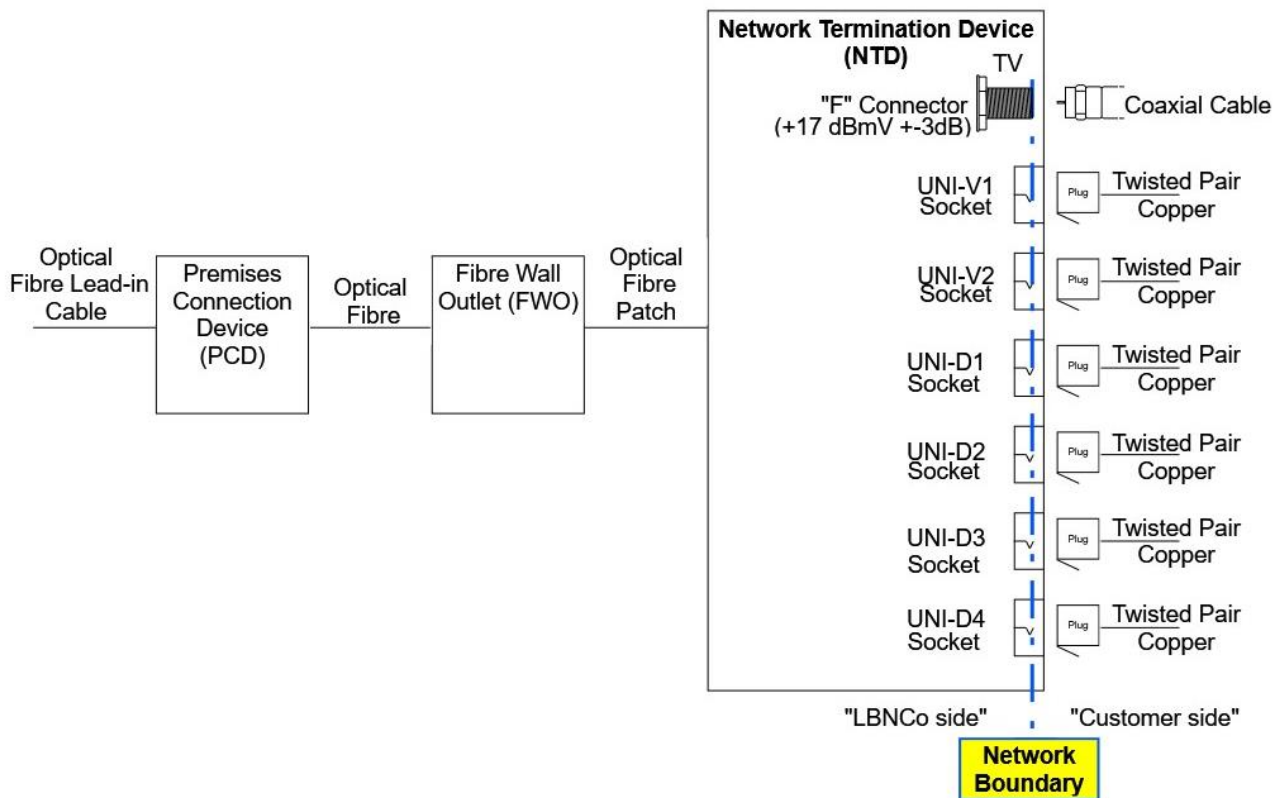 Network Termination Device
(NTD)
TV
"F" Connector
(+17 dBmV +-3dB)
Coaxial Cable
UNI-V1
Socket
Plug
Twisted Pair
Copper
UNI-V2
Socket
Plug
Twisted Pair
Copper
Optical
Fibre Lead-in
Cable
Premises
Connection
Device
(PCD)
Optical
Fibre
Fibre Wall
Outlet (FWO)
Optical
Fibre
Patch
UNI-D1
Socket
Plug
Twisted Pair
Copper
UNI-D2
Socket
Plug
Twisted Pair
Copper
UNI-D3
Socket
Plug
Twisted Pair
Copper
UNI-D4
Socket
Plug
Twisted Pair
Copper
"LBNCo side"
"Customer side"
Network
Boundary